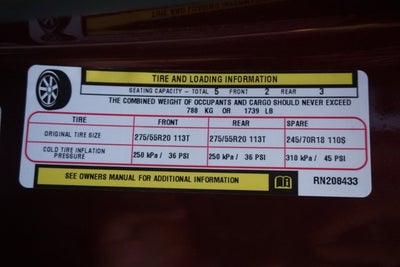 TIRE AND LOADING INFORMATION
SEATING CAPACITY - TOTAL 5 FRONT 2 REAR 3
THE COMBINED WEIGHT OF OCCUPANTS AND CARGO SHOULD NEVER EXCEED
788 KG OR 1739 LB
TIRE FRONT REAR SPARE
ORIGINAL TIRE SIZE 275/55R20 113T 275/55R20 113T 245/70R18 110S
COLD TIRE INFLATION PRESSURE 250 kPa / 36 PSI 250 kPa / 36 PSI 310 kPa / 45 PSI
SEE OWNERS MANUAL FOR ADDITIONAL INFORMATION RN208433